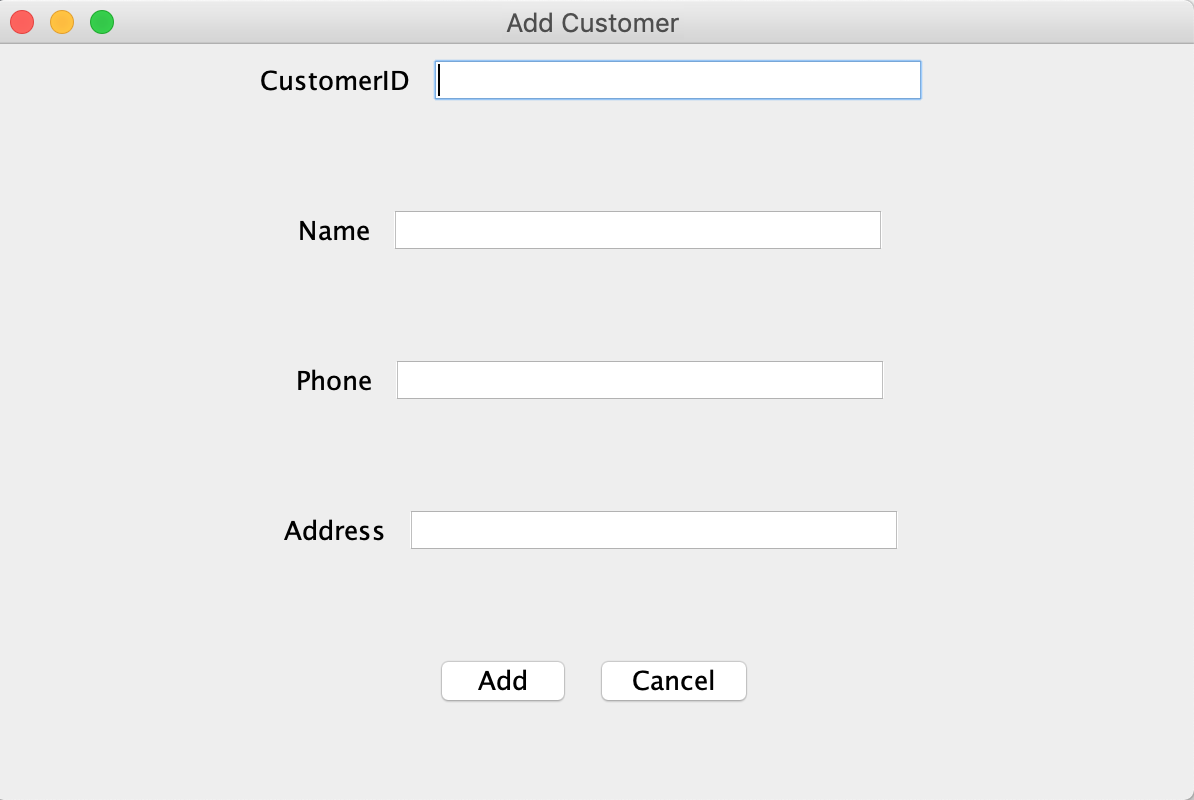 Add Customer
CustomerID
Name
Phone
Address
Add Cancel